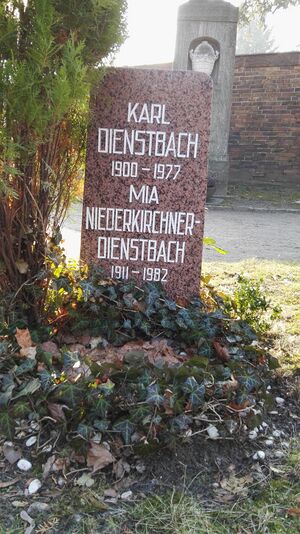 KARL
DIENSTBACH
1900-1977
MIA
NIEDERKIRCHNER-
DIENSTBACH
1911-1982